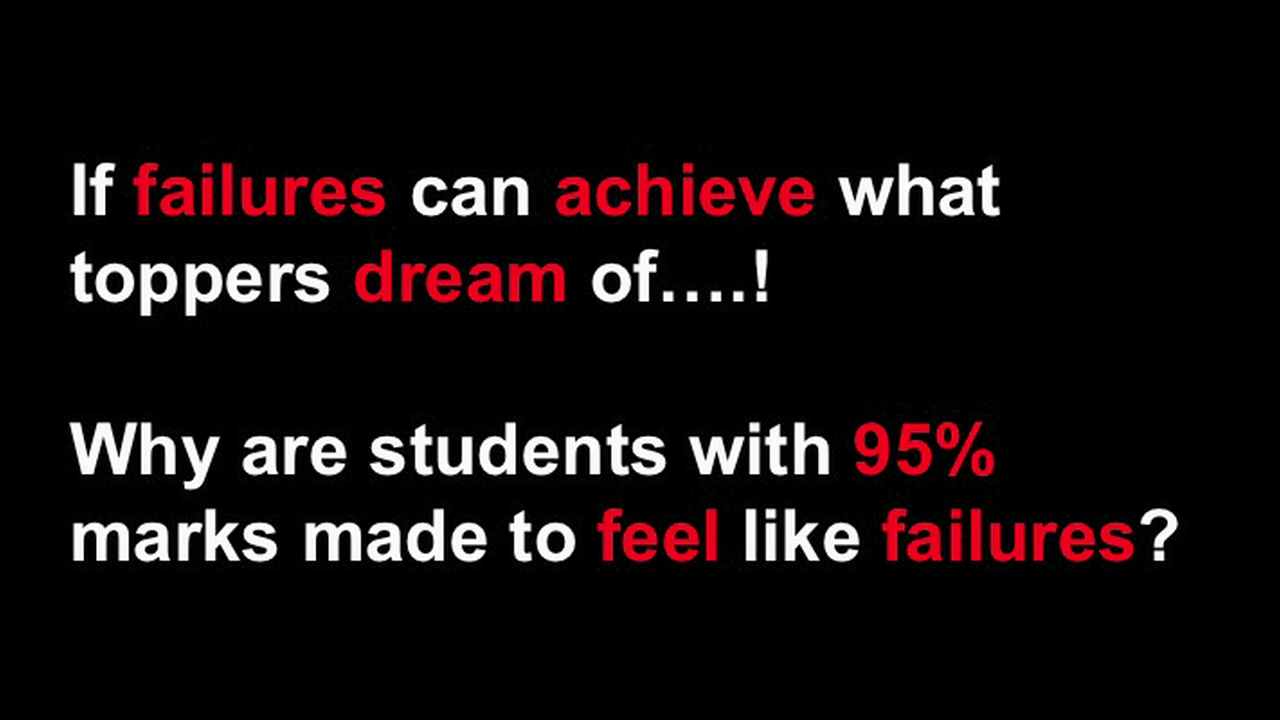 If failures can achieve what
toppers dream of....!
Why are students with 95%
marks made to feel like failures?